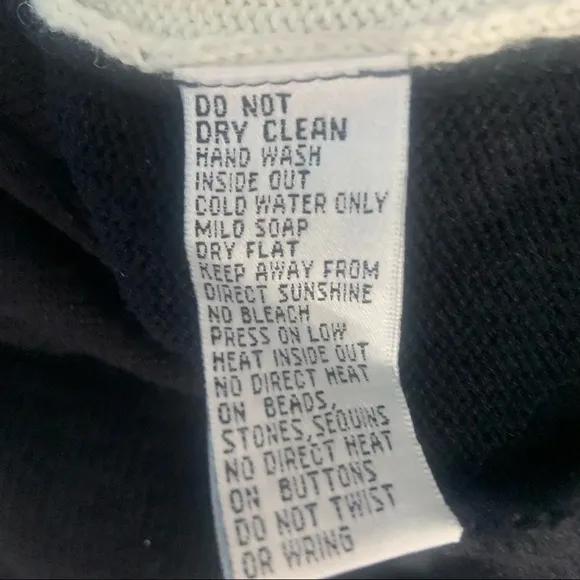 DO NOT
DRY CLEAN
HAND WASH
INSIDE OUT
COLD WATER ONLY
MILD SOAP
DRY FLAT
KEEP AWAY FROM
DIRECT SUNSHINE
NO BLEACH
PRESS ON LOW
HEAT INSIDE OUT
NO DIRECT HEAT
ON BEADS,
STONES, SEQUINS
NO DIRECT HEAT
ON BUTTONS
DO NOT TWIST
OR WRING